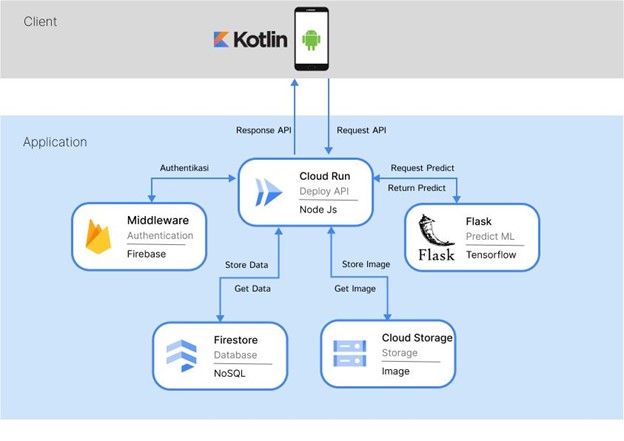 Client
Kotlin
Application
Response API
Request API
Authentikasi
Cloud Run
Deploy API
Node Js
Request Predict
Return Predict
Middleware
Authentication
Firebase
Flask
Flask
Predict ML
Tensorflow
Store Data
Get Data
Store Image
Get Image
Firestore
Database
NoSQL
Cloud Storage
Storage
Image